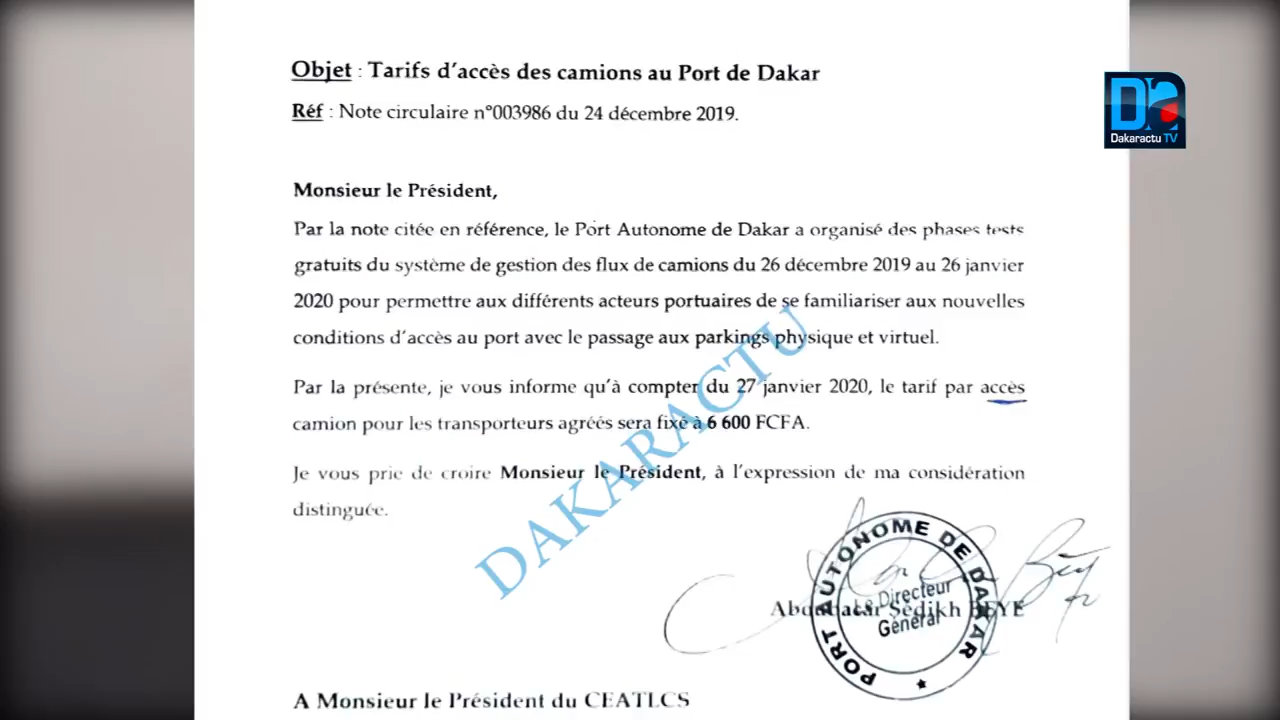 Objet : Tarifs d'accès des camions au Port de Dakar
Réf : Note circulaire n°003986 du 24 décembre 2019.
Dn
Dakaractu TV
Monsieur le Président,
Par la note citée en référence, le Port Autonome de Dakar a organisé des phases tests
gratuits du système de gestion des flux de camions du 26 décembre 2019 au 26 janvier
2020 pour permettre aux différents acteurs portuaires de se familiariser aux nouvelles
conditions d'accès au port avec le passage aux parkings physique et virtuel.
Par la présente, je vous informe qu'à compter du 27 janvier 2020, le tarif par accès
camion pour les transporteurs agréés sera fixé à 6 600 FCFA.
Je vous prie de croire Monsieur le Président, à l'expression de ma considération
distinguée.
DAKARACTU
PORT AUTONOME DE DAKAR
Le Directeur
Général
Aboubacar Sédikh BEYE
A Monsieur le Président du CEATLCS